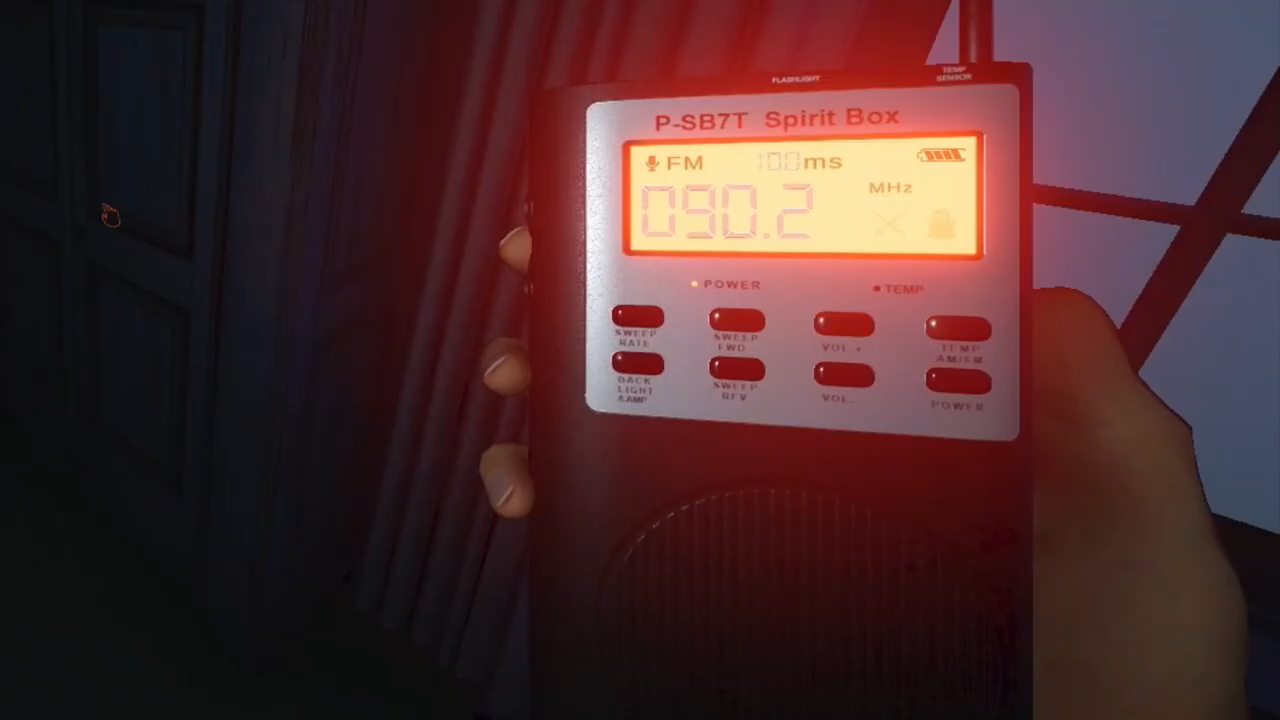 FLASHLIGHT
TEMP
SENSOR
P-SB7T Spirit Box
FM 100ms
090.2 MHz
POWER
TEMP
SWEEP
RATE
SWEEP
FWD
VOL +
TEMP
AM/FM
BACK
LIGHT
/LAMP
SWEEP
REV
VOL -
POWER